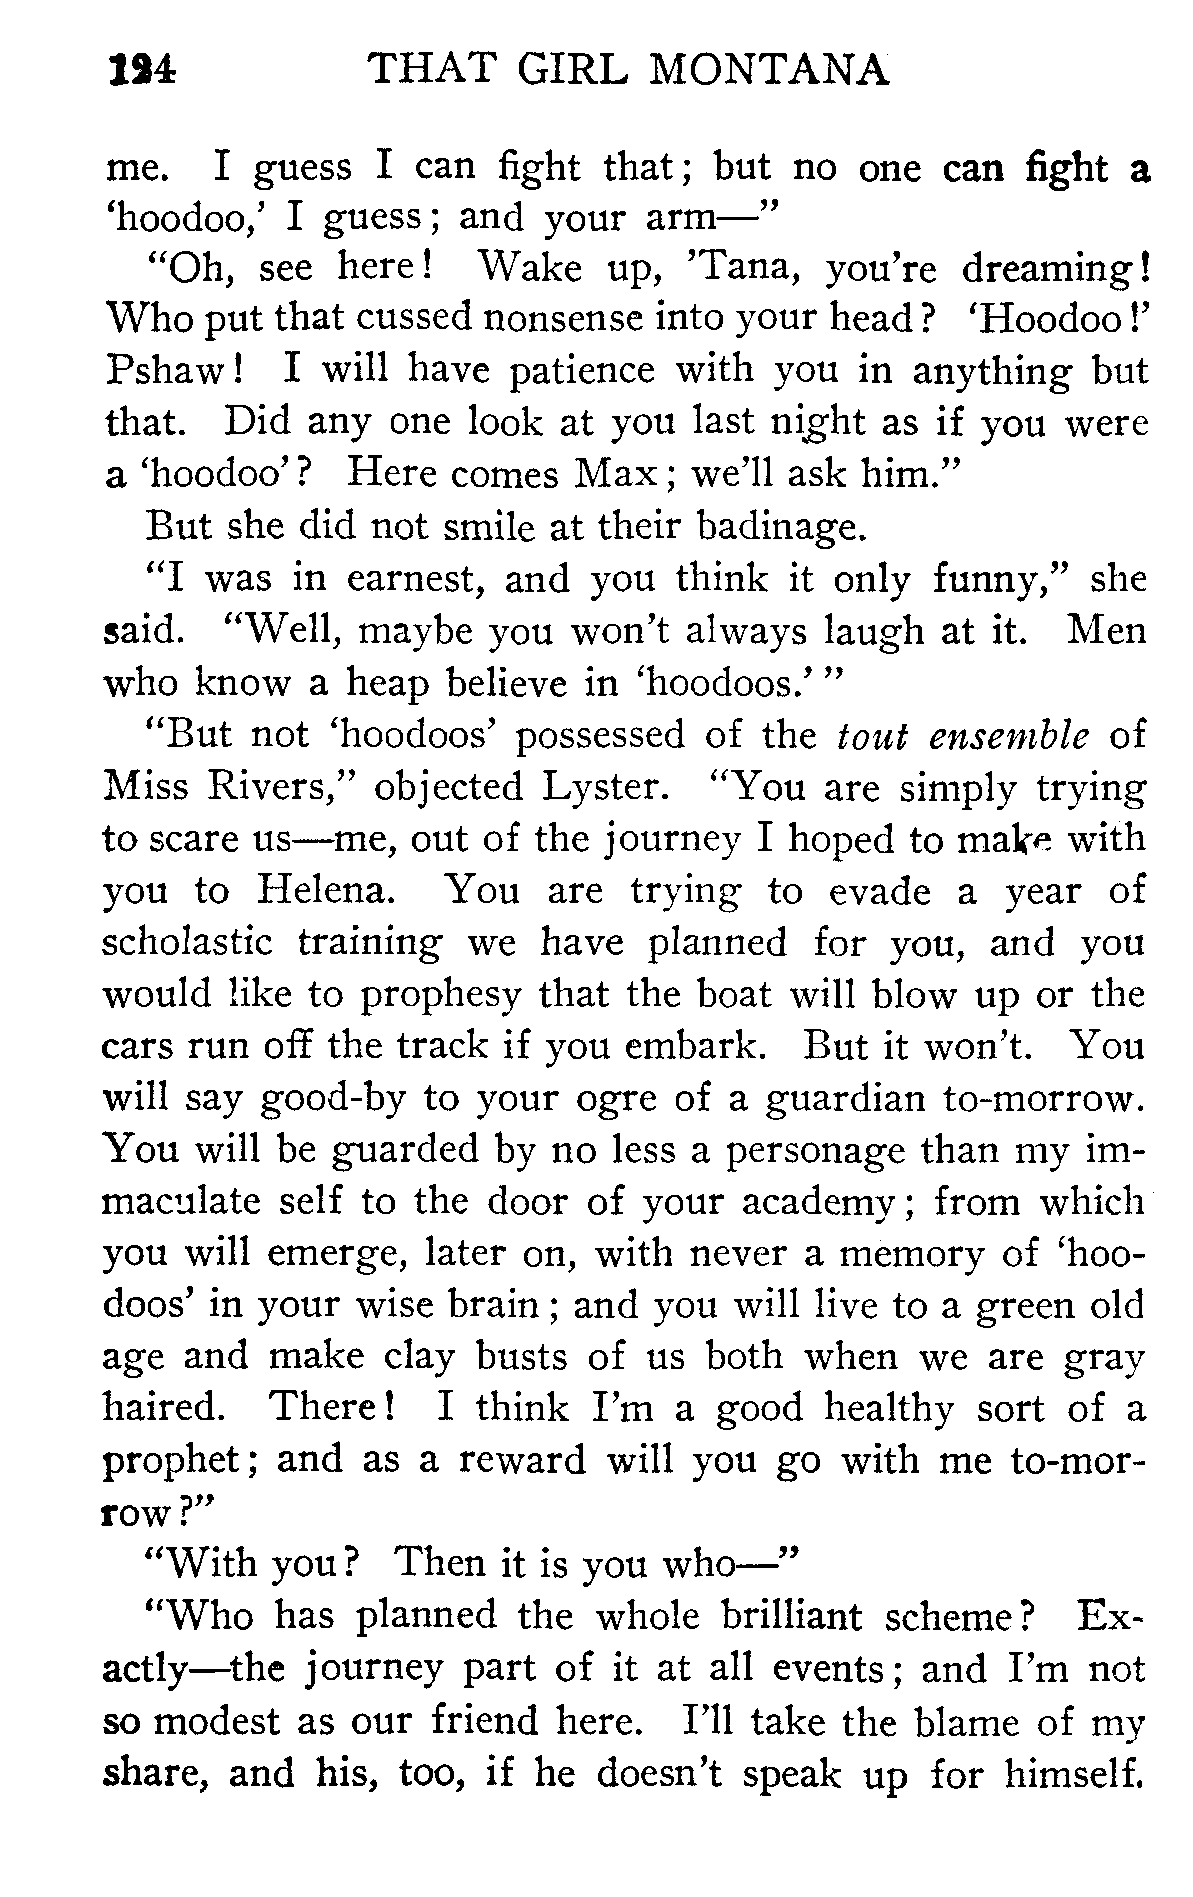 124 THAT GIRL MONTANA
me. I guess I can fight that; but no one can fight a
‘hoodoo,’ I guess; and your arm—”
“Oh, see here! Wake up, ’Tana, you’re dreaming!
Who put that cussed nonsense into your head? ‘Hoodoo!’
Pshaw! I will have patience with you in anything but
that. Did any one look at you last night as if you were
a ‘hoodoo’? Here comes Max; we’ll ask him.”
But she did not smile at their badinage.
“I was in earnest, and you think it only funny,” she
said. “Well, maybe you won’t always laugh at it. Men
who know a heap believe in ‘hoodoos.’ ”
“But not ‘hoodoos’ possessed of the tout ensemble of
Miss Rivers,” objected Lyster. “You are simply trying
to scare us—me, out of the journey I hoped to make with
you to Helena. You are trying to evade a year of
scholastic training we have planned for you, and you
would like to prophesy that the boat will blow up or the
cars run off the track if you embark. But it won’t. You
will say good-by to your ogre of a guardian to-morrow.
You will be guarded by no less a personage than my im-
maculate self to the door of your academy; from which
you will emerge, later on, with never a memory of ‘hoo-
doos’ in your wise brain; and you will live to a green old
age and make clay busts of us both when we are gray
haired. There! I think I’m a good healthy sort of a
prophet; and as a reward will you go with me to-mor-
row?”
“With you? Then it is you who—”
“Who has planned the whole brilliant scheme? Ex-
actly—the journey part of it at all events; and I’m not
so modest as our friend here. I’ll take the blame of my
share, and his, too, if he doesn’t speak up for himself.